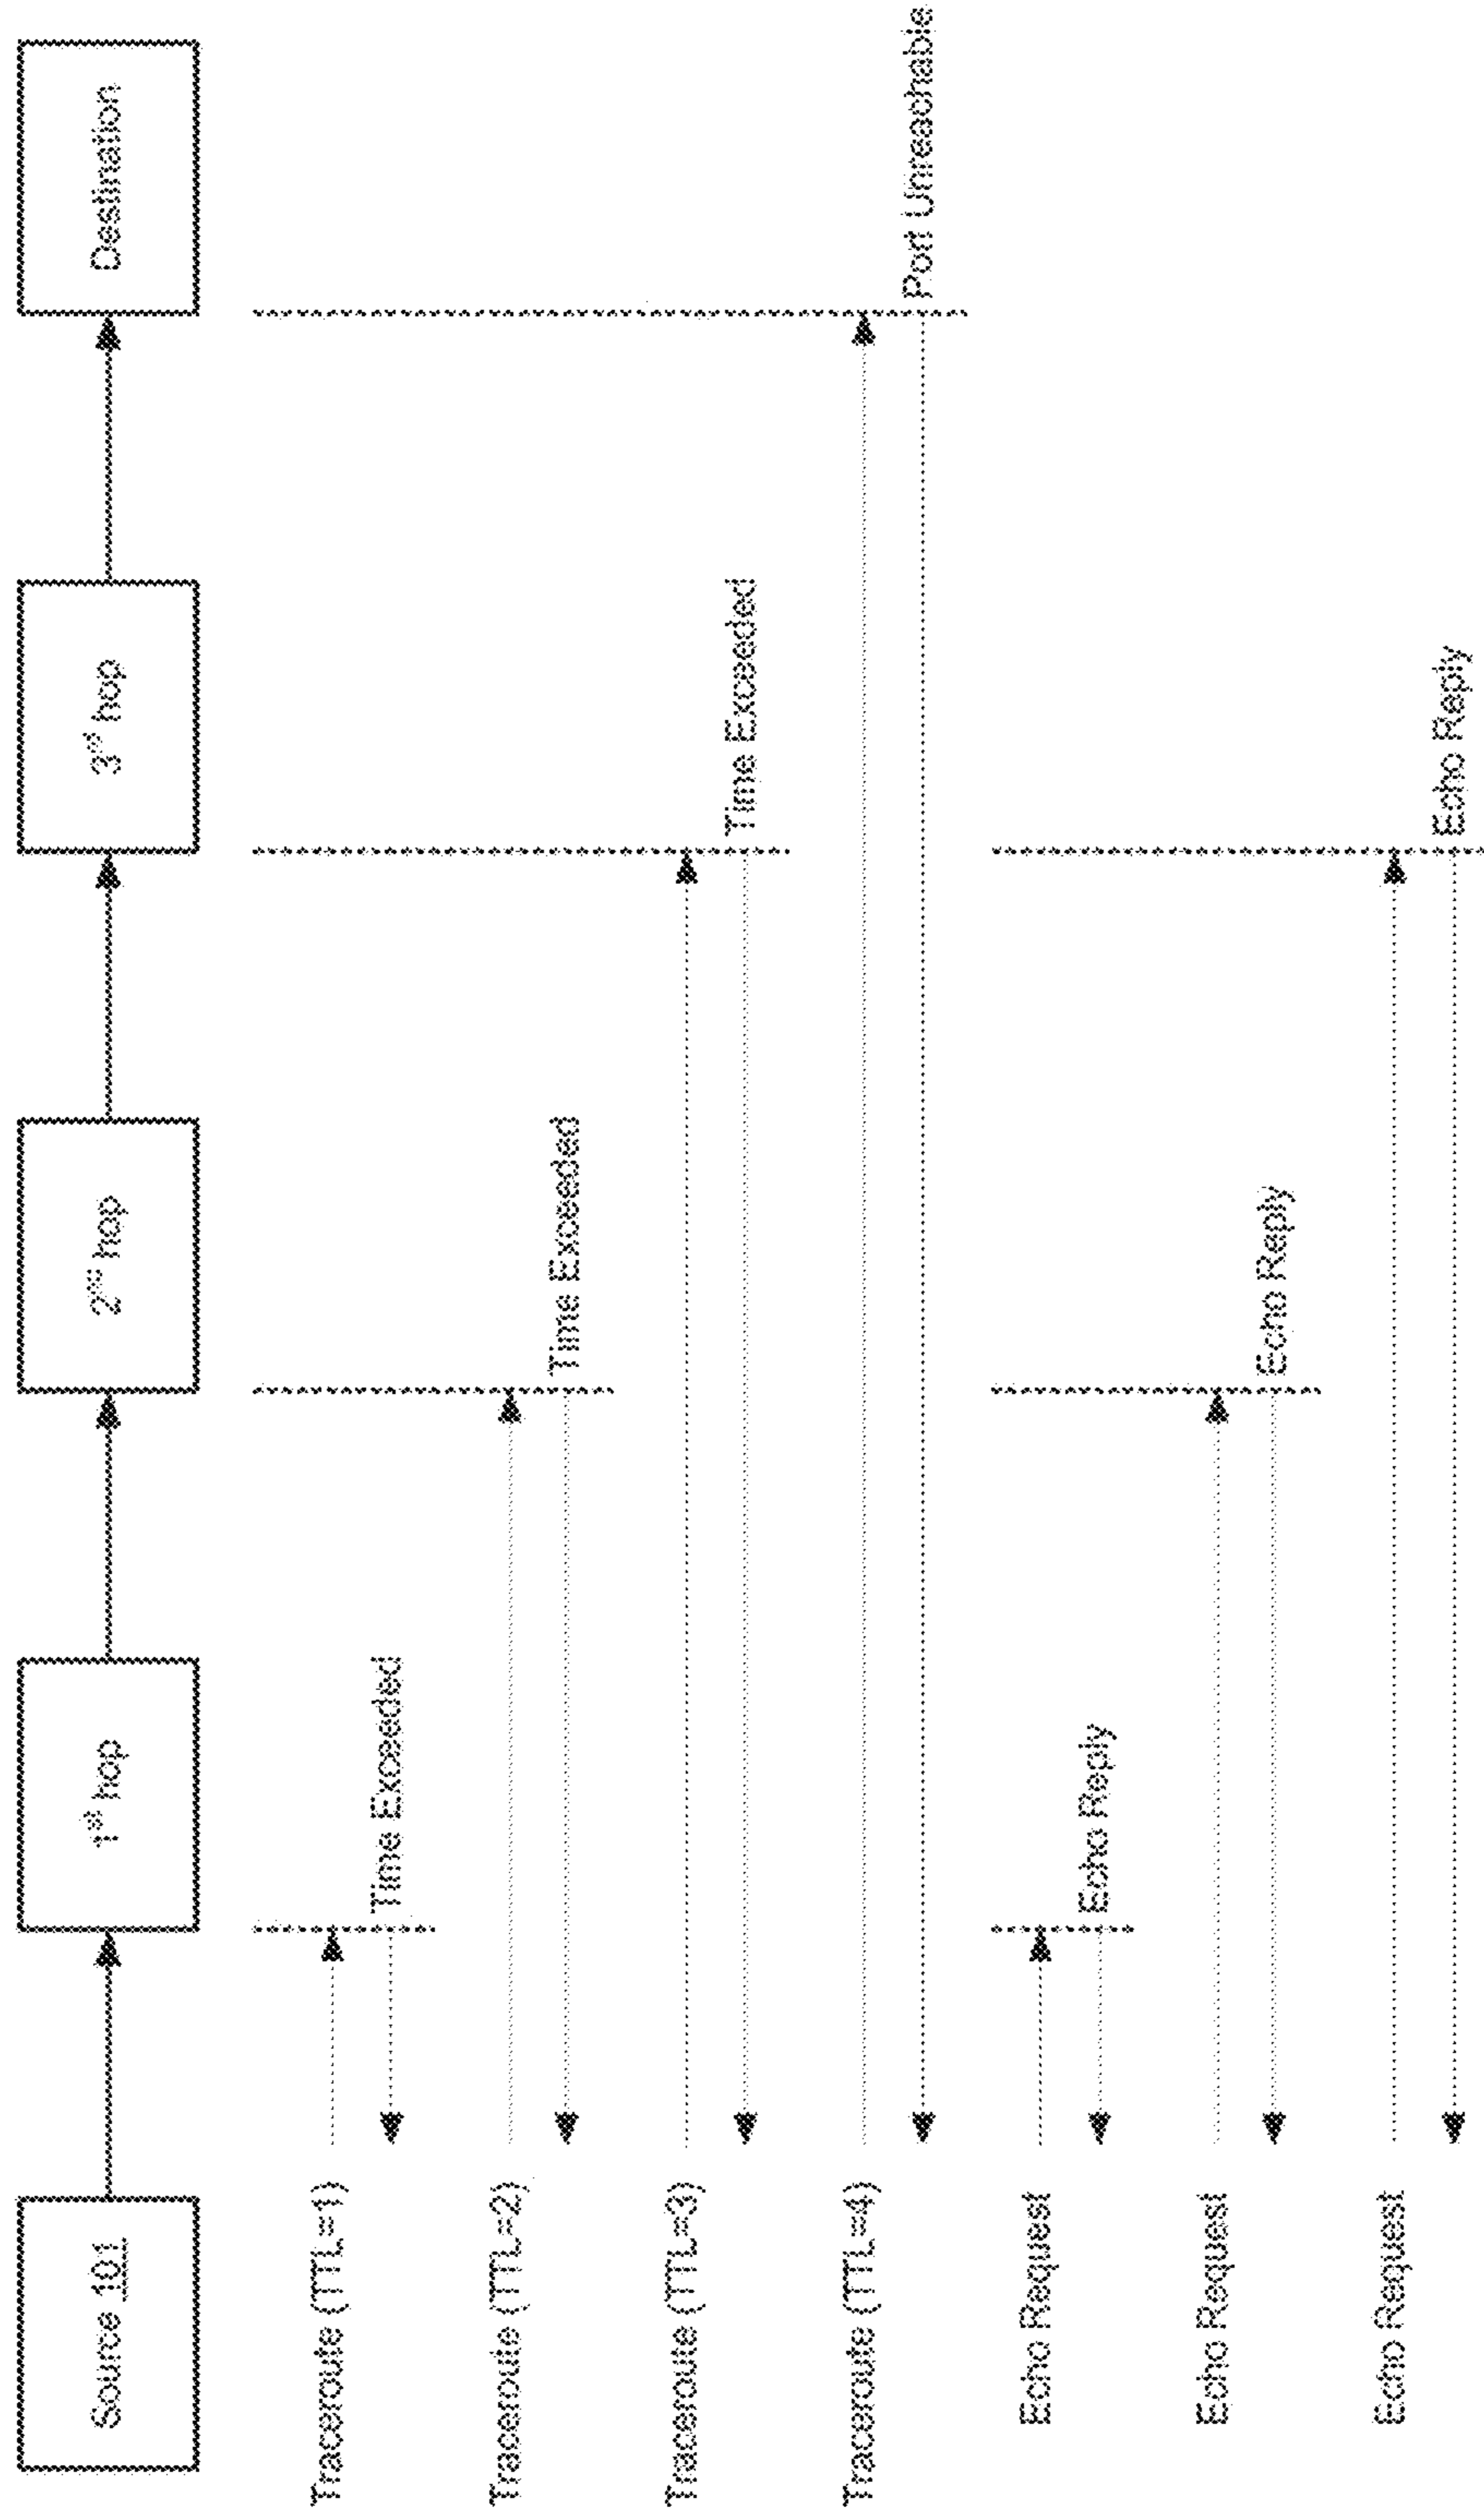 Source 101
1st hop
2nd hop
3rd hop
Destination
Traceroute (TTL=1)
Time Exceeded
Traceroute (TTL=2)
Time Exceeded
Traceroute (TTL=3)
Time Exceeded
Traceroute (TTL=4)
Port Unreachable
Echo Request
Echo Reply
Echo Request
Echo Reply
Echo Request
Echo Reply